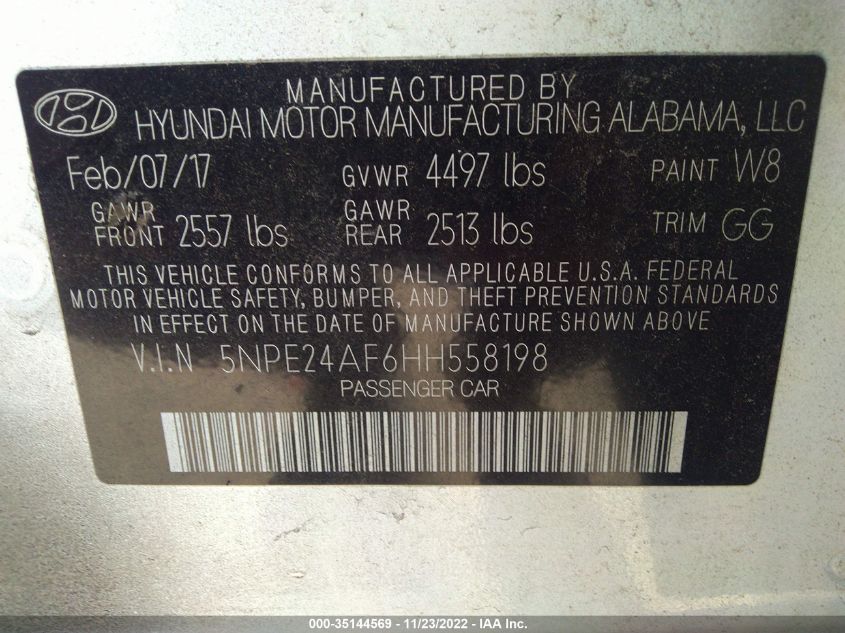 MANUFACTURED BY
HYUNDAI MOTOR MANUFACTURING ALABAMA, LLC
Feb/07/17 GVWR 4497 lbs PAINT W8
GAWR FRONT 2557 lbs GAWR REAR 2513 lbs TRIM GG
THIS VEHICLE CONFORMS TO ALL APPLICABLE U.S.A. FEDERAL
MOTOR VEHICLE SAFETY, BUMPER, AND THEFT PREVENTION STANDARDS
IN EFFECT ON THE DATE OF MANUFACTURE SHOWN ABOVE
V.I.N 5NPE24AF6HH558198
PASSENGER CAR
000-35144569 - 11/23/2022 - IAA Inc.